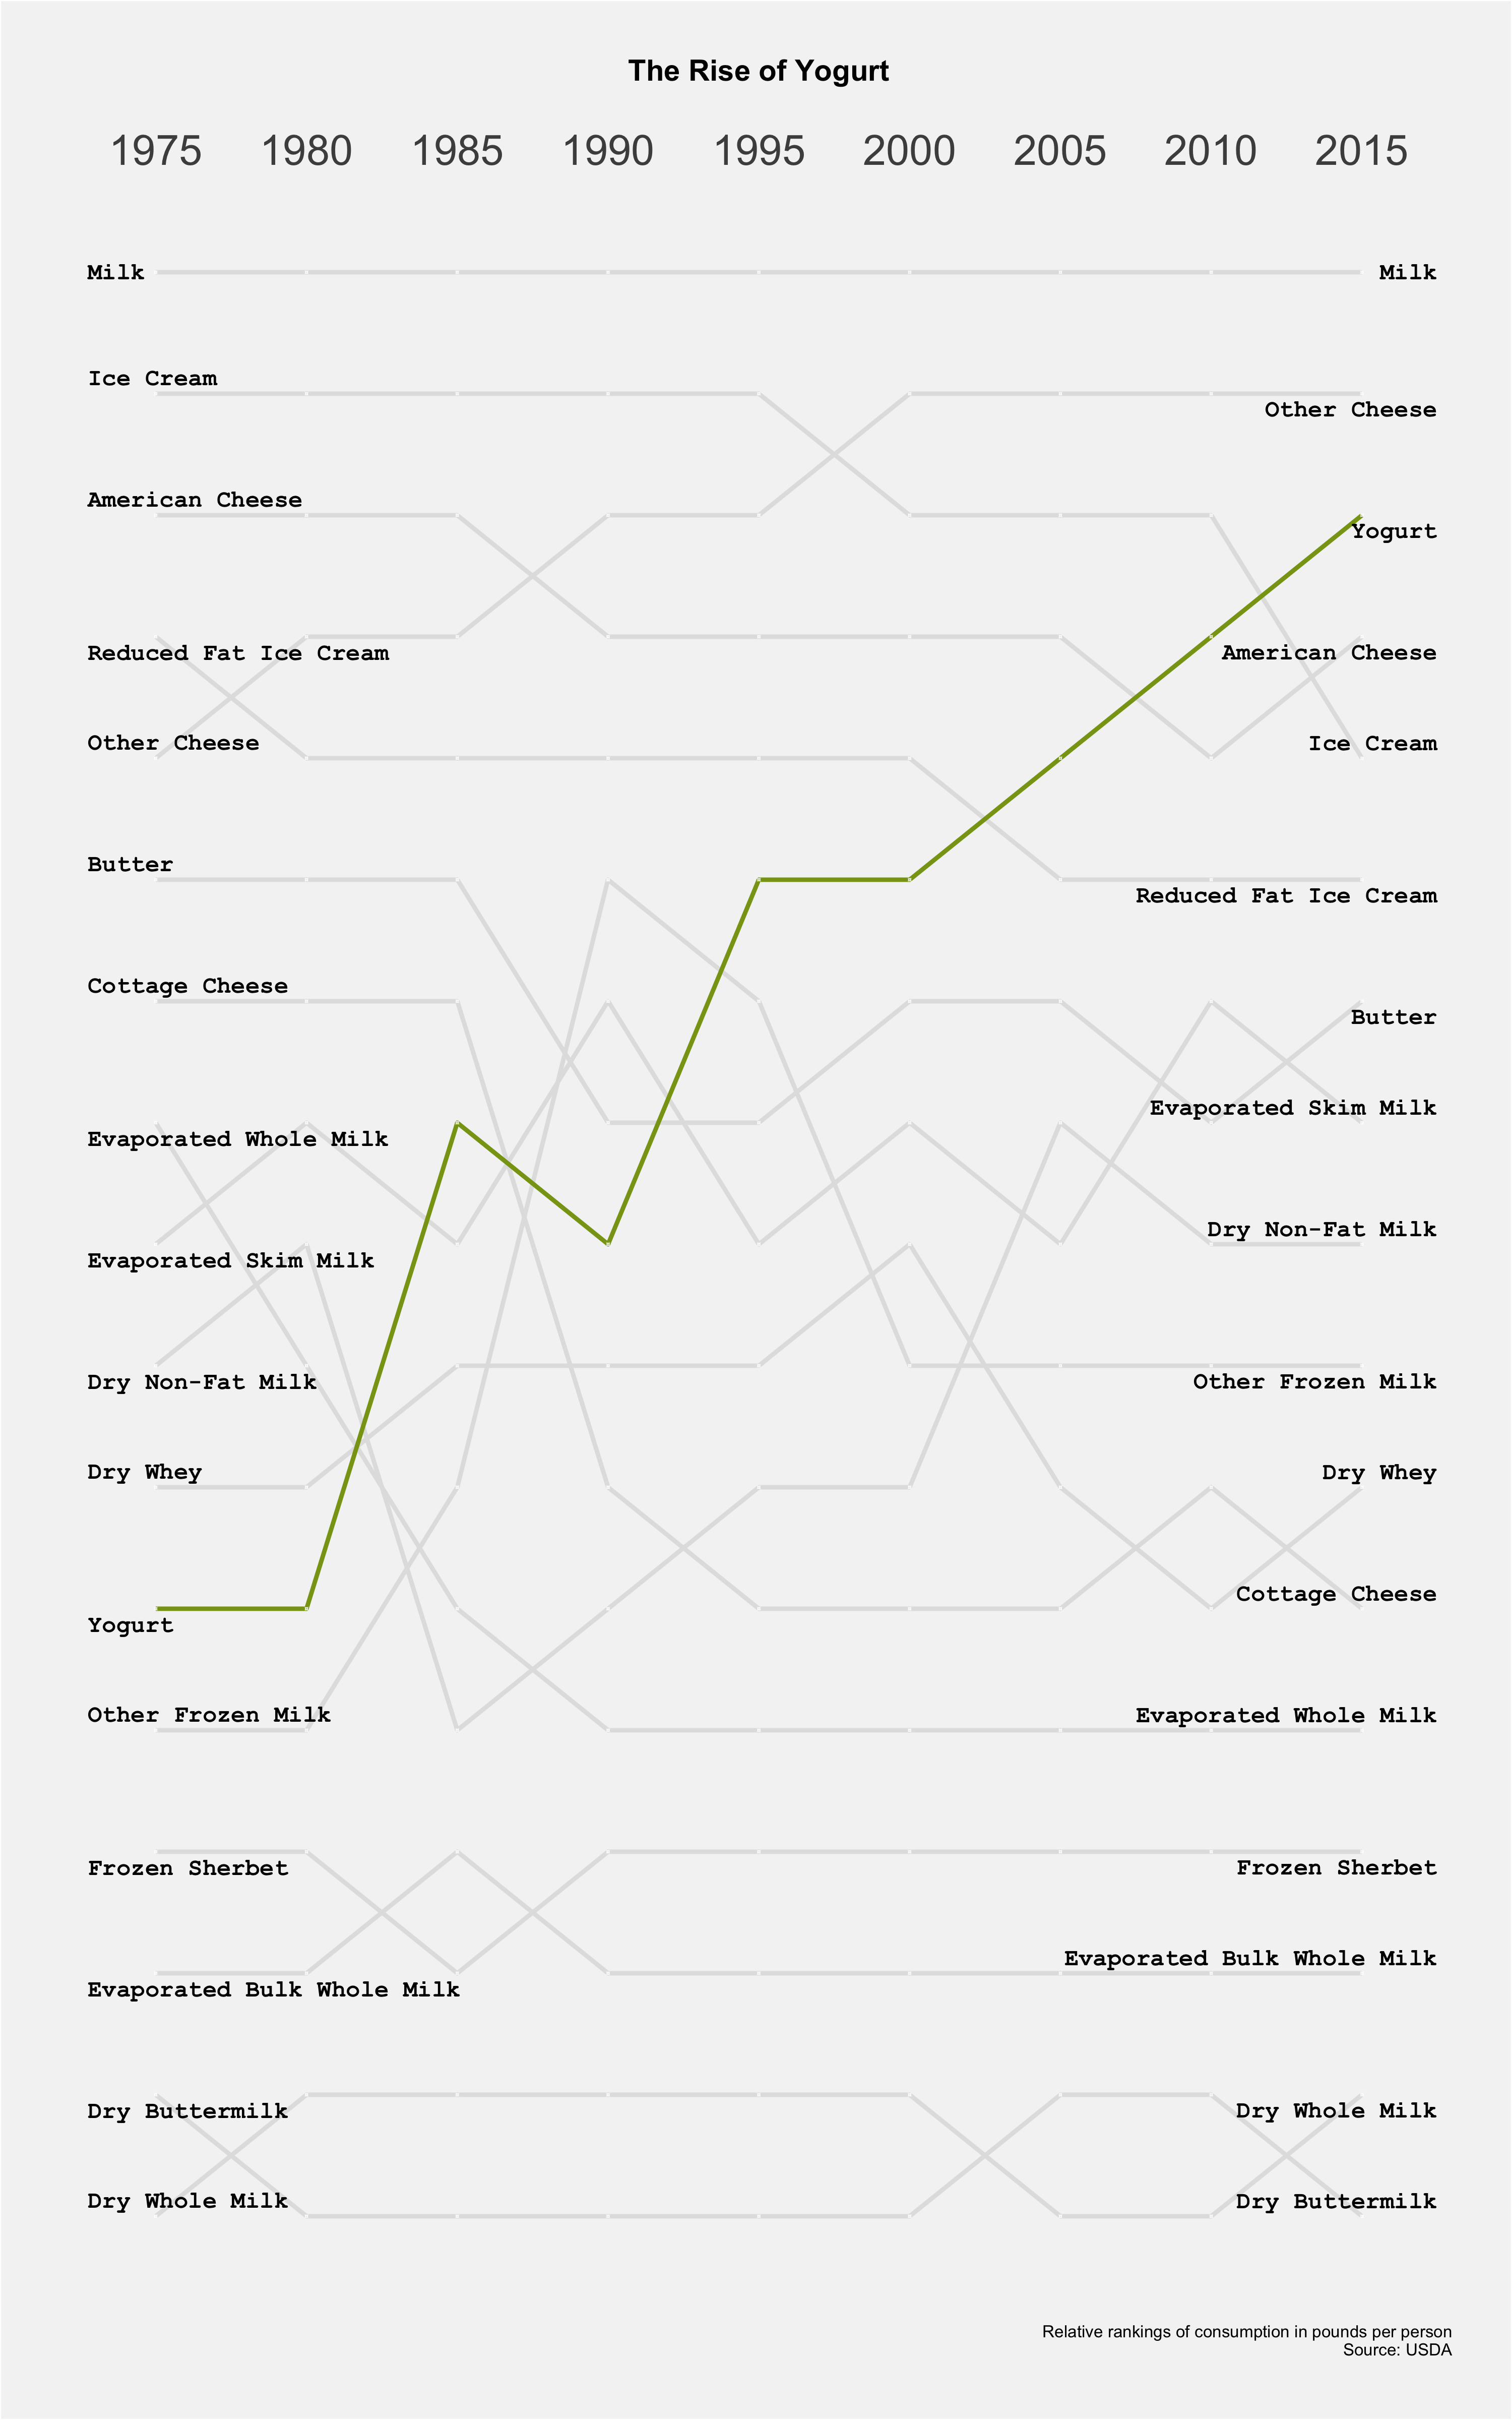 The Rise of Yogurt
1975 1980 1985 1990 1995 2000 2005 2010 2015
Milk Milk
Ice Cream
Other Cheese
American Cheese
Yogurt
Reduced Fat Ice Cream American Cheese
Other Cheese Ice Cream
Butter
Reduced Fat Ice Cream
Cottage Cheese
Butter
Evaporated Skim Milk
Evaporated Whole Milk
Dry Non-Fat Milk
Evaporated Skim Milk
Dry Non-Fat Milk Other Frozen Milk
Dry Whey Dry Whey
Cottage Cheese
Yogurt
Other Frozen Milk Evaporated Whole Milk
Frozen Sherbet Frozen Sherbet
Evaporated Bulk Whole Milk
Evaporated Bulk Whole Milk
Dry Buttermilk Dry Whole Milk
Dry Whole Milk Dry Buttermilk
Relative rankings of consumption in pounds per person
Source: USDA